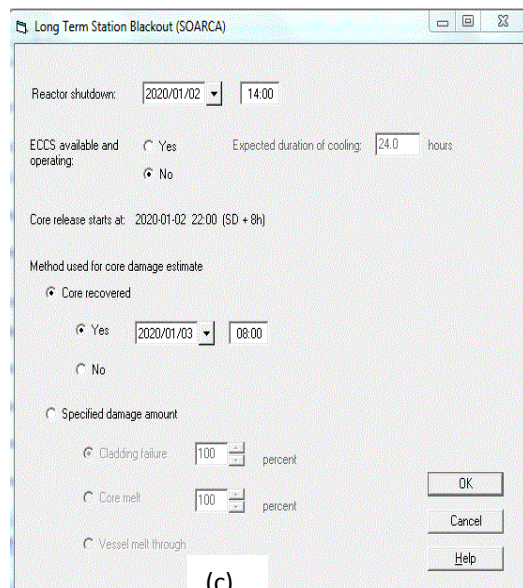 Long Term Station Blackout (SOARCA)
Reactor shutdown: 2020/01/02 14:00
ECCS available and operating: Yes Expected duration of cooling: 24.0 hours
No
Core release starts at: 2020-01-02 22:00 (SD + 8h)
Method used for core damage estimate
Core recovered
Yes 2020/01/03 08:00
No
Specified damage amount
Cladding failure 100 percent
Core melt 100 percent
Vessel melt through
OK
Cancel
Help
(c)